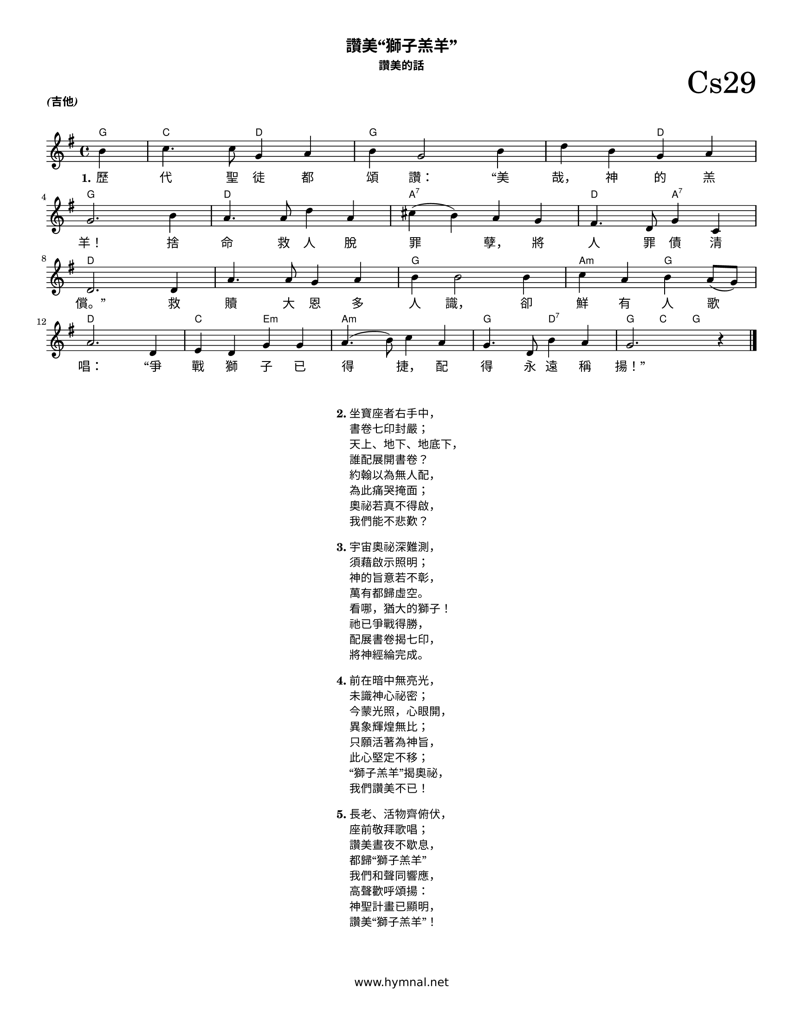 讚美“獅子羔羊”
讚美的話
Cs29
(吉他)
G C D G D
1. 歷 代 聖 徒 都 頌 讚： “美 哉， 神 的 羔
4 G D A7 D A7
羊！ 捨 命 救 人 脫 罪 孽， 將 人 罪 債 清
8 D G Am G
償。” 救 贖 大 恩 多 人 識， 卻 鮮 有 人 歌
12 D C Em Am G D7 G C G
唱： “爭 戰 獅 子 已 得 捷， 配 得 永 遠 稱 揚！”
2. 坐寶座者右手中，
書卷七印封嚴；
天上、地下、地底下，
誰配展開書卷？
約翰以為無人配，
為此痛哭掩面；
奧祕若真不得啟，
我們能不悲歎？
3. 宇宙奧祕深難測，
須藉啟示照明；
神的旨意若不彰，
萬有都歸虛空。
看哪，猶大的獅子！
祂已爭戰得勝，
配展書卷揭七印，
將神經綸完成。
4. 前在暗中無亮光，
未識神心祕密；
今蒙光照，心眼開，
異象輝煌無比；
只願活著為神旨，
此心堅定不移；
“獅子羔羊”揭奧祕，
我們讚美不已！
5. 長老、活物齊俯伏，
座前敬拜歌唱；
讚美晝夜不歇息，
都歸“獅子羔羊”
我們和聲同響應，
高聲歡呼頌揚：
神聖計畫已顯明，
讚美“獅子羔羊”！
www.hymnal.net